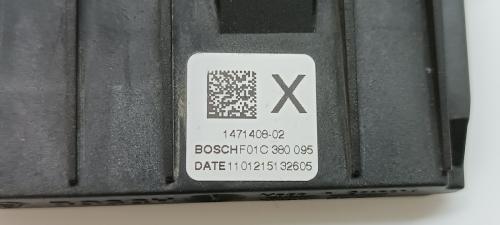 X
1471408-02
BOSCH F01C 380 095
DATE 1101215132605